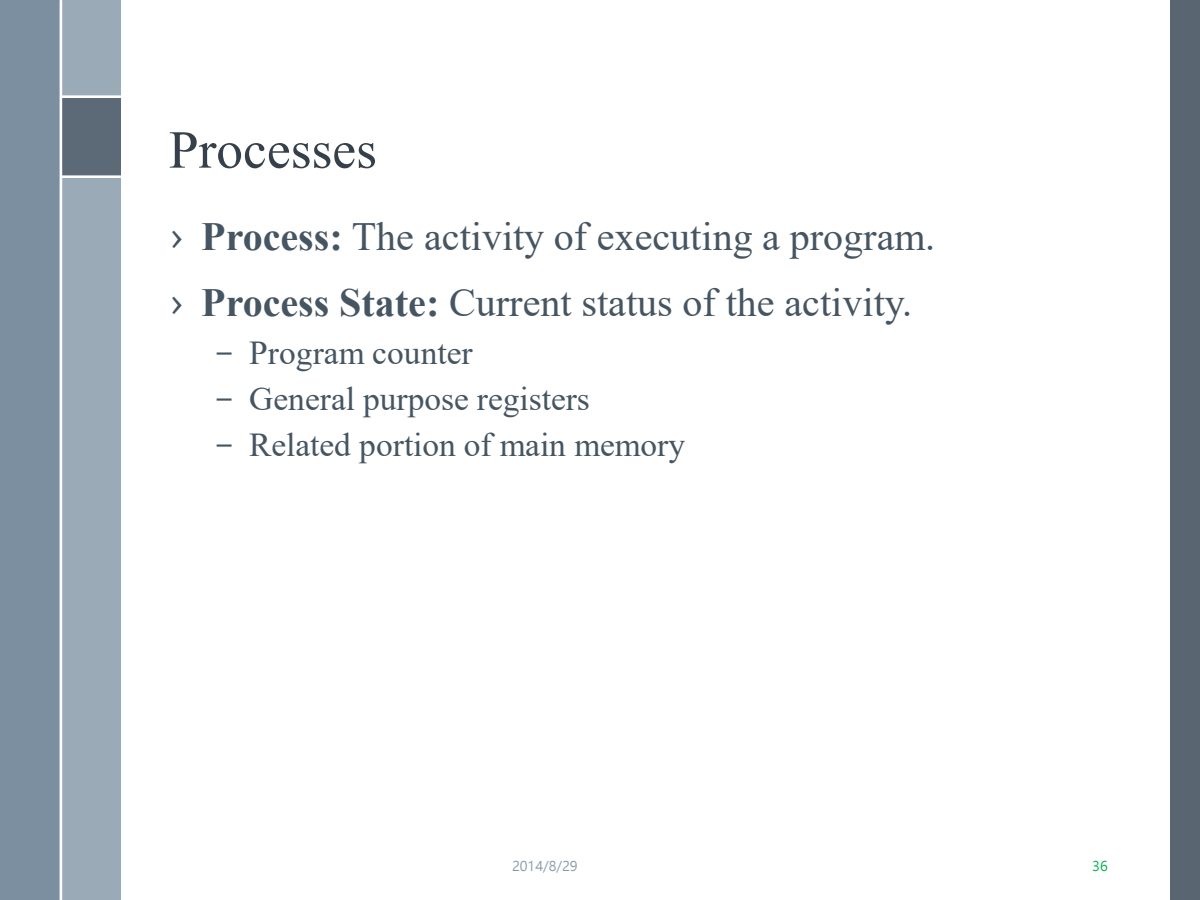 Processes
› Process: The activity of executing a program.
› Process State: Current status of the activity.
– Program counter
– General purpose registers
– Related portion of main memory
2014/8/29
36